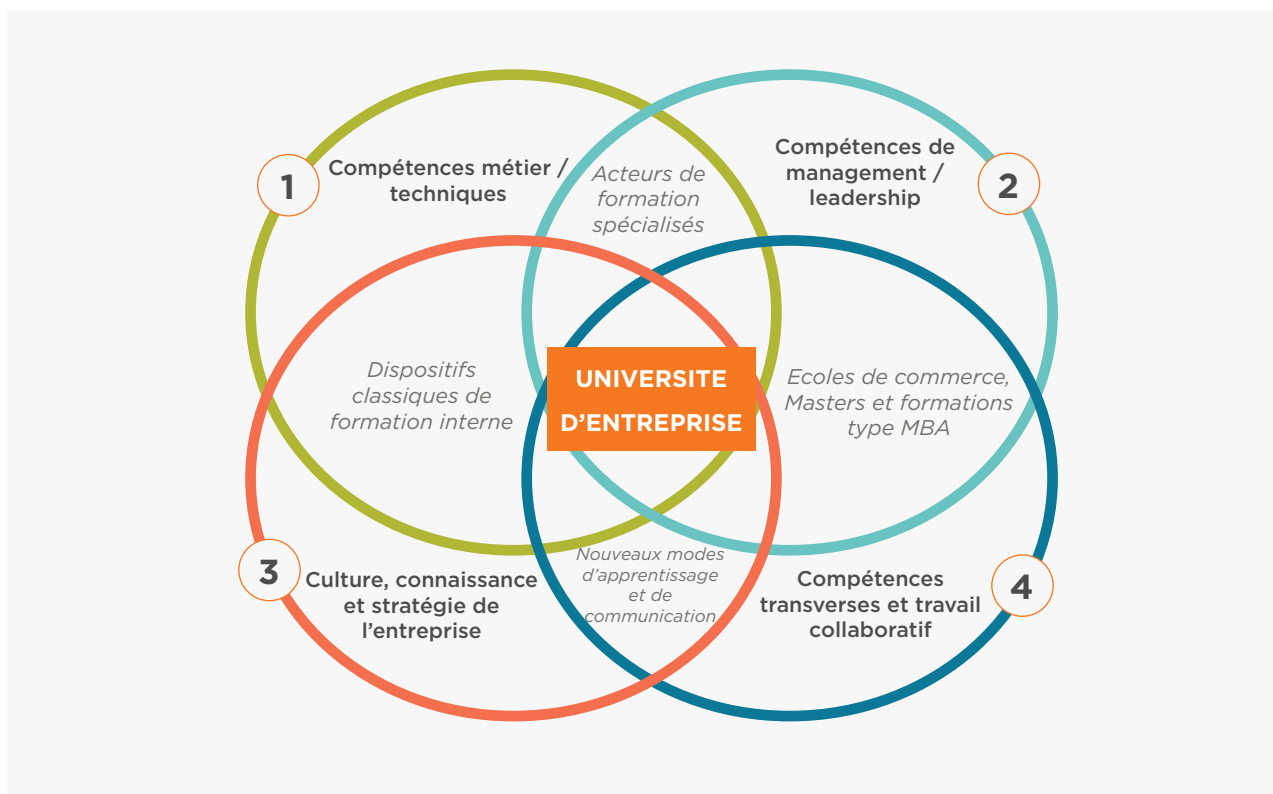 1
Compétences métier /
techniques
Acteurs de
formation
spécialisés
Compétences de
management /
leadership
2
Dispositifs
classiques de
formation interne
UNIVERSITE
D’ENTREPRISE
Ecoles de commerce,
Masters et formations
type MBA
3
Culture, connaissance
et stratégie de
l’entreprise
Nouveaux modes
d’apprentissage
et de
communication
Compétences
transverses et travail
collaboratif
4